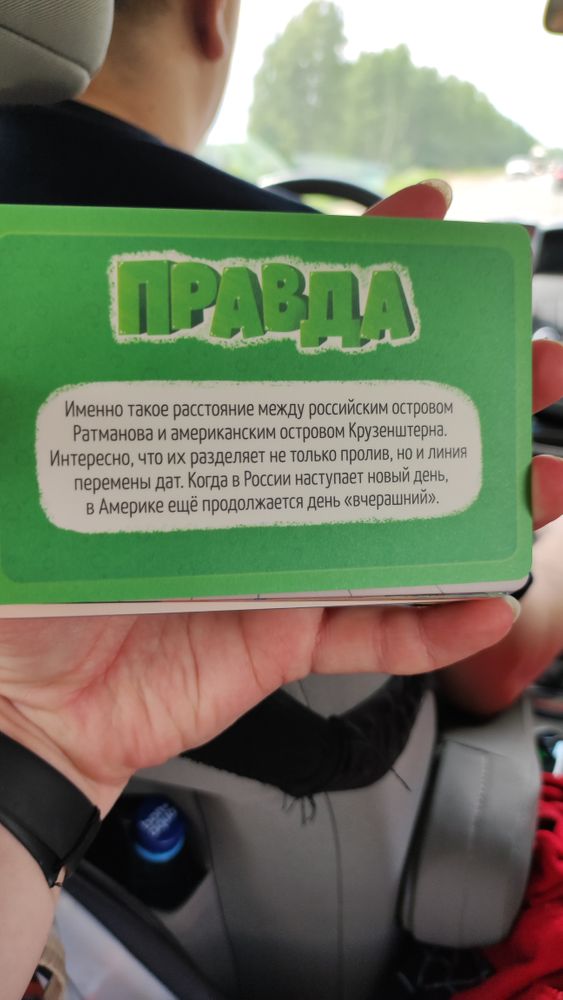 ПРАВДА
Именно такое расстояние между российским островом
Ратманова и американским островом Крузенштерна.
Интересно, что их разделяет не только пролив, но и линия
перемены дат. Когда в России наступает новый день,
в Америке ещё продолжается день «вчерашний».